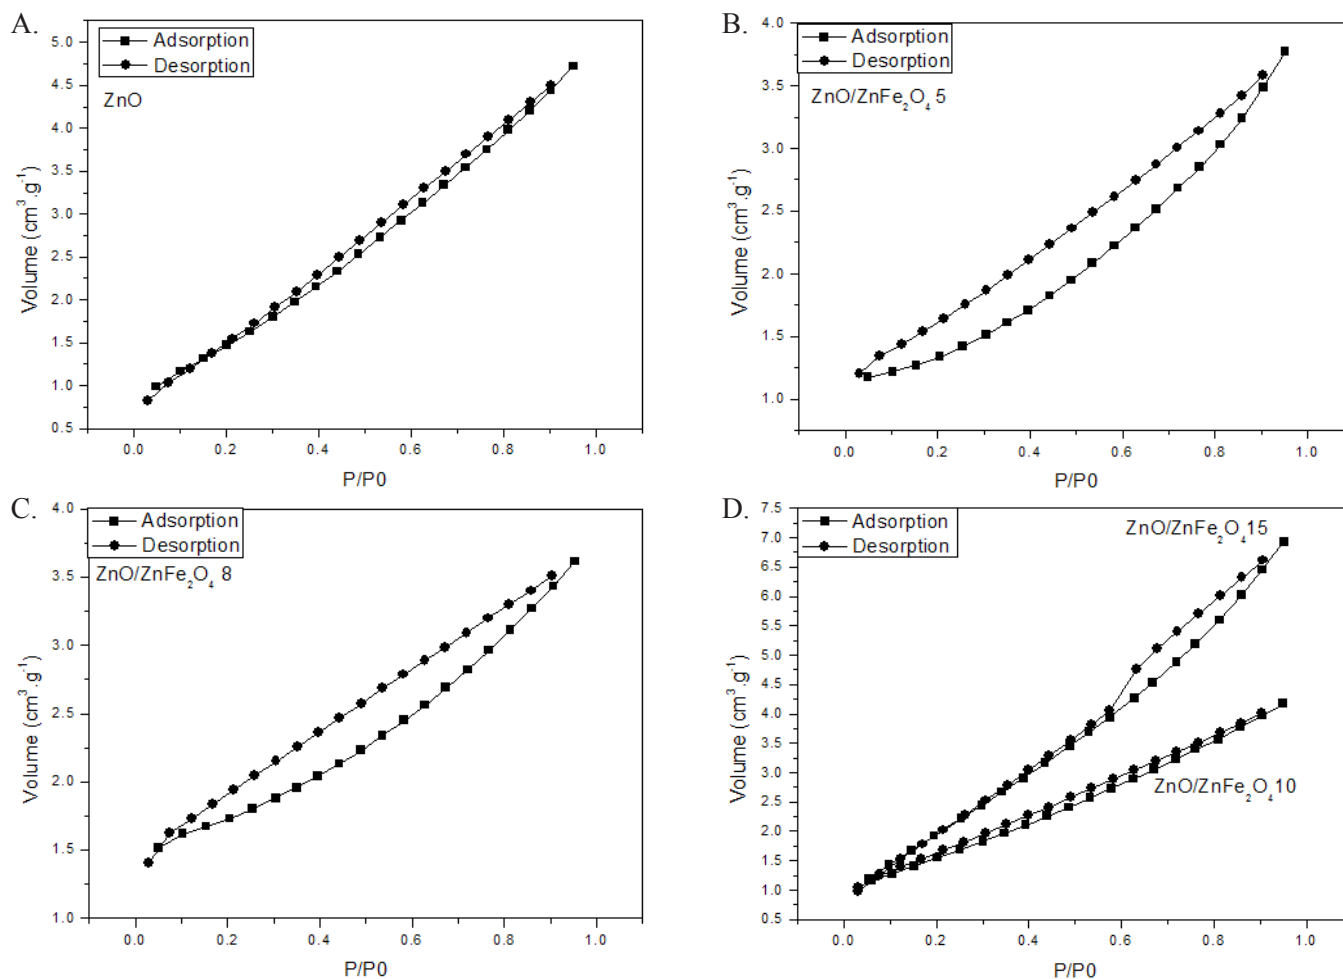 A.
Adsorption
Desorption
ZnO
Volume (cm³.g⁻¹)
5.0
4.5
4.0
3.5
3.0
2.5
2.0
1.5
1.0
0.5
0.0 0.2 0.4 0.6 0.8 1.0
P/P0
B.
Adsorption
Desorption
ZnO/ZnFe₂O₄ 5
Volume (cm³.g⁻¹)
4.0
3.5
3.0
2.5
2.0
1.5
1.0
0.0 0.2 0.4 0.6 0.8 1.0
P/P0
C.
Adsorption
Desorption
ZnO/ZnFe₂O₄ 8
Volume (cm³.g⁻¹)
4.0
3.5
3.0
2.5
2.0
1.5
1.0
0.0 0.2 0.4 0.6 0.8 1.0
P/P0
D.
Adsorption
Desorption
ZnO/ZnFe₂O₄15
ZnO/ZnFe₂O₄10
Volume (cm³.g⁻¹)
7.5
7.0
6.5
6.0
5.5
5.0
4.5
4.0
3.5
3.0
2.5
2.0
1.5
1.0
0.5
0.0 0.2 0.4 0.6 0.8 1.0
P/P0